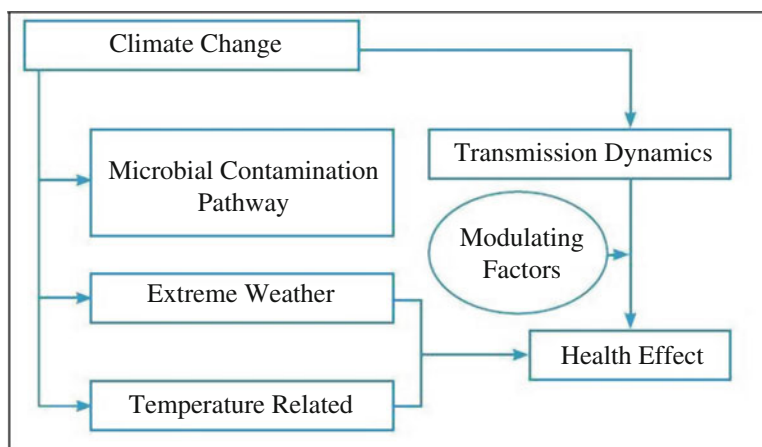 Climate Change
Microbial Contamination
Pathway
Transmission Dynamics
Modulating
Factors
Extreme Weather
Health Effect
Temperature Related